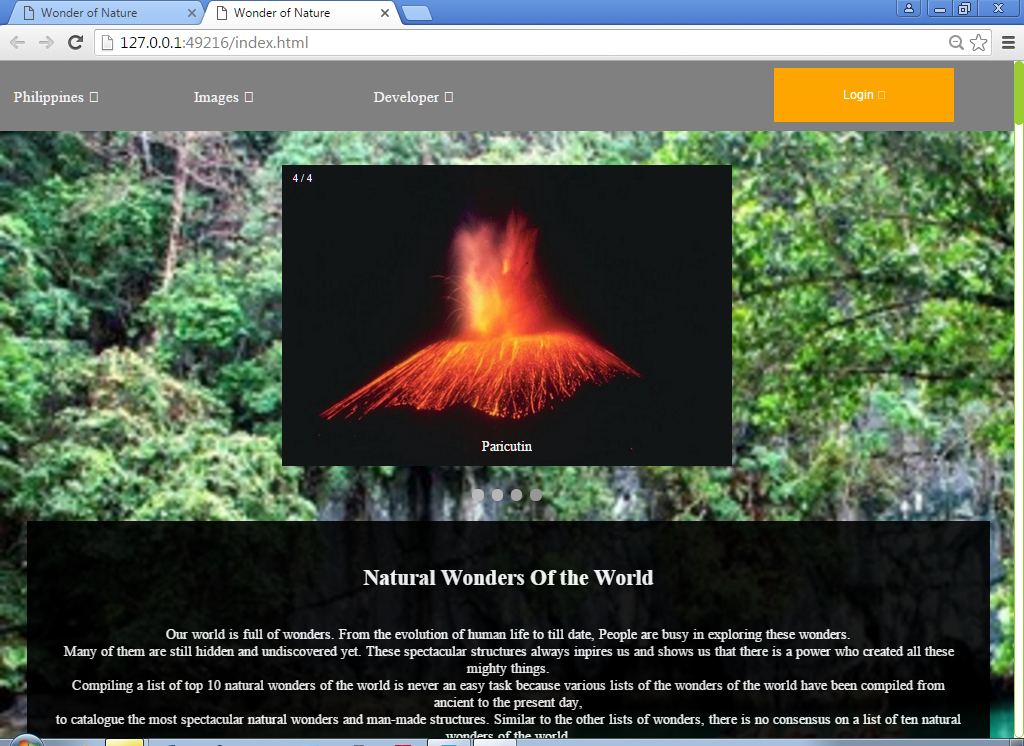 Wonder of Nature
Wonder of Nature
127.0.0.1:49216/index.html
Philippines
Images
Developer
Login
4 / 4
Paricutin
Natural Wonders Of the World
Our world is full of wonders. From the evolution of human life to till date, People are busy in exploring these wonders.
Many of them are still hidden and undiscovered yet. These spectacular structures always inpires us and shows us that there is a power who created all these
mighty things.
Compiling a list of top 10 natural wonders of the world is never an easy task because various lists of the wonders of the world have been compiled from
ancient to the present day,
to catalogue the most spectacular natural wonders and man-made structures. Similar to the other lists of wonders, there is no consensus on a list of ten natural
wonders of the world